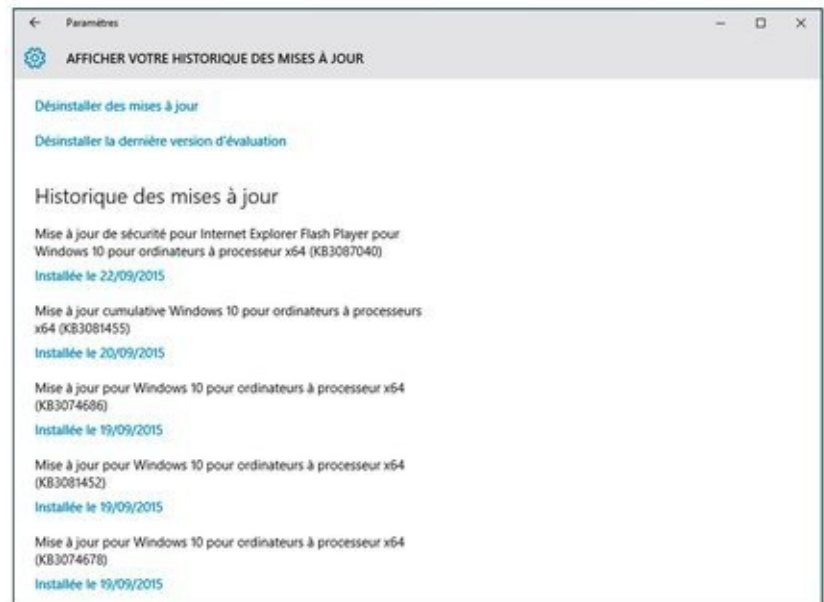 Paramètres
AFFICHER VOTRE HISTORIQUE DES MISES À JOUR
Désinstaller des mises à jour
Désinstaller la dernière version d'évaluation
Historique des mises à jour
Mise à jour de sécurité pour Internet Explorer Flash Player pour
Windows 10 pour ordinateurs à processeur x64 (KB3087040)
Installée le 22/09/2015
Mise à jour cumulative Windows 10 pour ordinateurs à processeurs
x64 (KB3081455)
Installée le 20/09/2015
Mise à jour pour Windows 10 pour ordinateurs à processeur x64
(KB3074686)
Installée le 19/09/2015
Mise à jour pour Windows 10 pour ordinateurs à processeur x64
(KB3081452)
Installée le 19/09/2015
Mise à jour pour Windows 10 pour ordinateurs à processeur x64
(KB3074678)
Installée le 19/09/2015